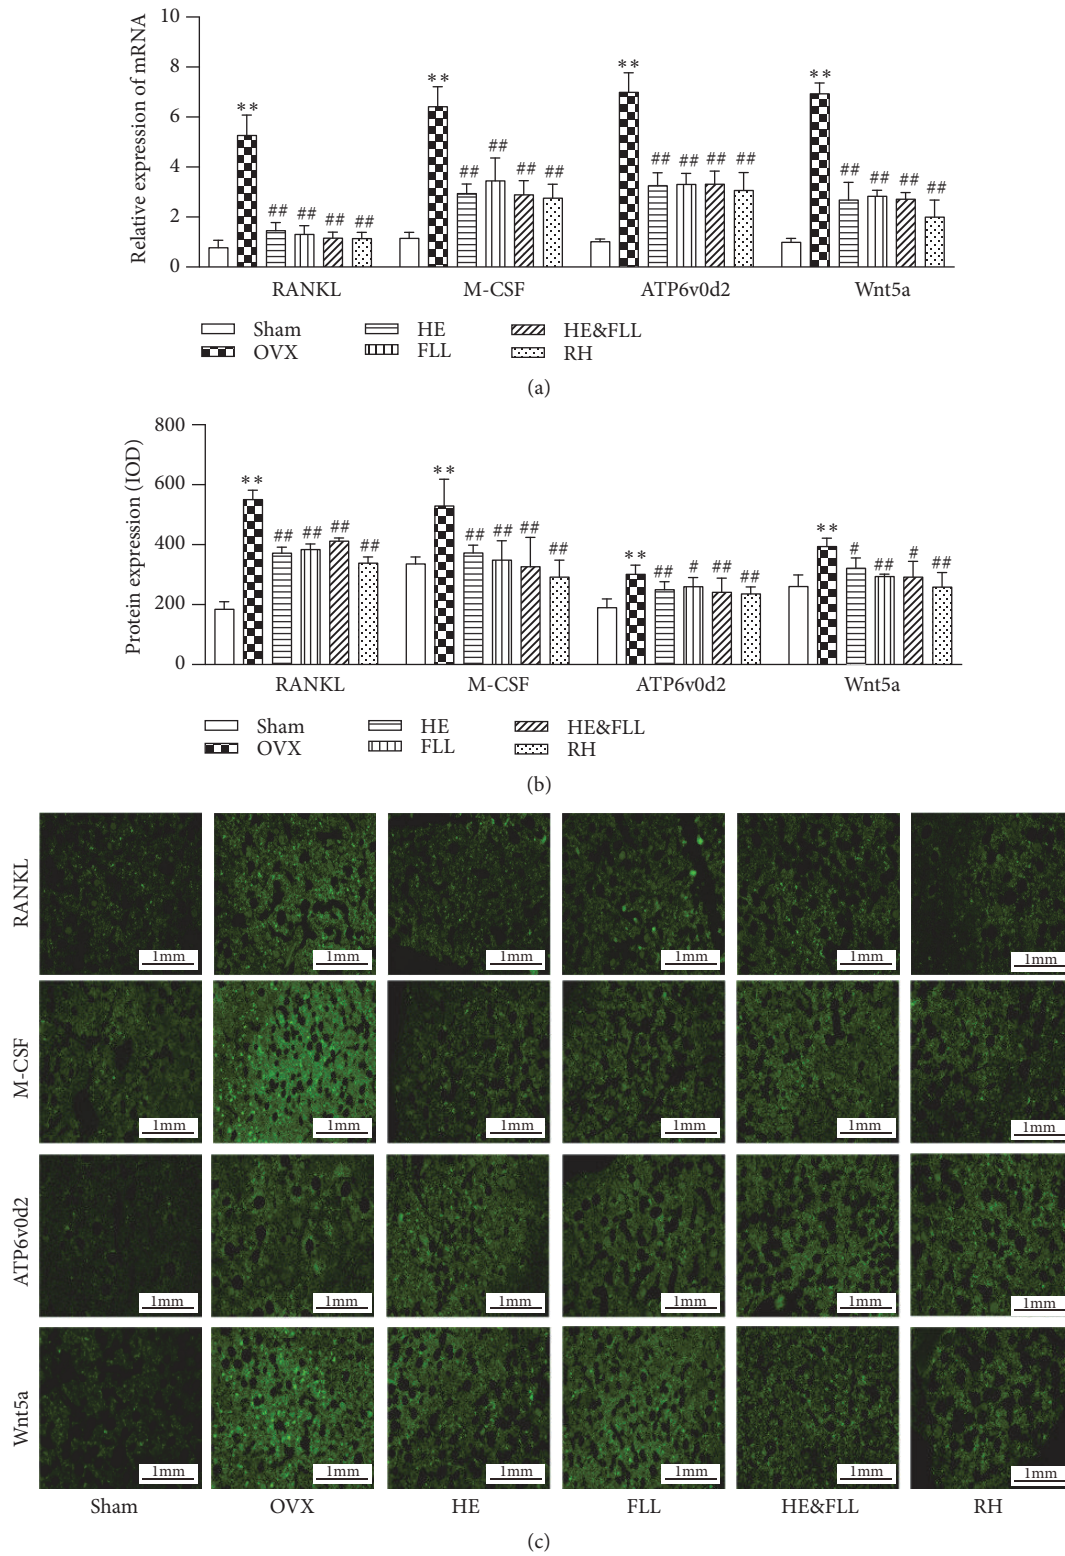 10
8
6
4
2
0
Relative expression of mRNA
** ## ## ## ##
** ## ## ## ##
** ## ## ## ##
** ## ## ## ##
RANKL M-CSF ATP6v0d2 Wnt5a
Sham HE HE&FLL
OVX FLL RH
(a)
800
600
400
200
0
Protein expression (IOD)
** ## ## ## ##
** ## ## ## ##
** ## # ## ##
** # ## # ##
RANKL M-CSF ATP6v0d2 Wnt5a
Sham HE HE&FLL
OVX FLL RH
(b)
RANKL
1mm 1mm 1mm 1mm 1mm 1mm
M-CSF
1mm 1mm 1mm 1mm 1mm 1mm
ATP6v0d2
1mm 1mm 1mm 1mm 1mm 1mm
Wnt5a
1mm 1mm 1mm 1mm 1mm 1mm
Sham OVX HE FLL HE&FLL RH
(c)